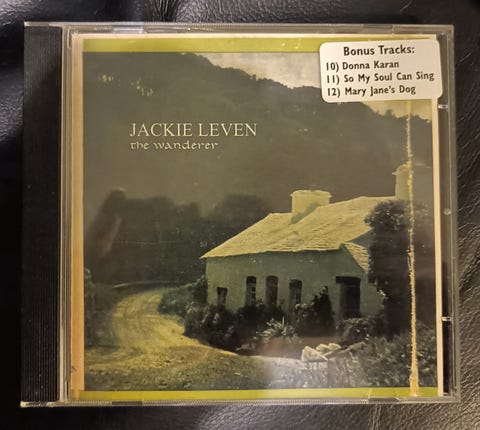 Bonus Tracks:
10) Donna Karan
11) So My Soul Can Sing
12) Mary Jane's Dog
JACKIE LEVEN
the wanderer